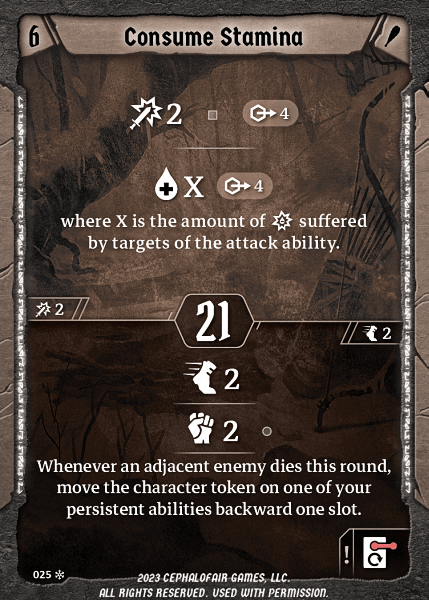 6
Consume Stamina
2
4
X
4
where X is the amount of suffered
by targets of the attack ability.
2
21
2
2
2
Whenever an adjacent enemy dies this round,
move the character token on one of your
persistent abilities backward one slot.
!
025
2023 CEPHALOFAIR GAMES, LLC.
ALL RIGHTS RESERVED. USED WITH PERMISSION.